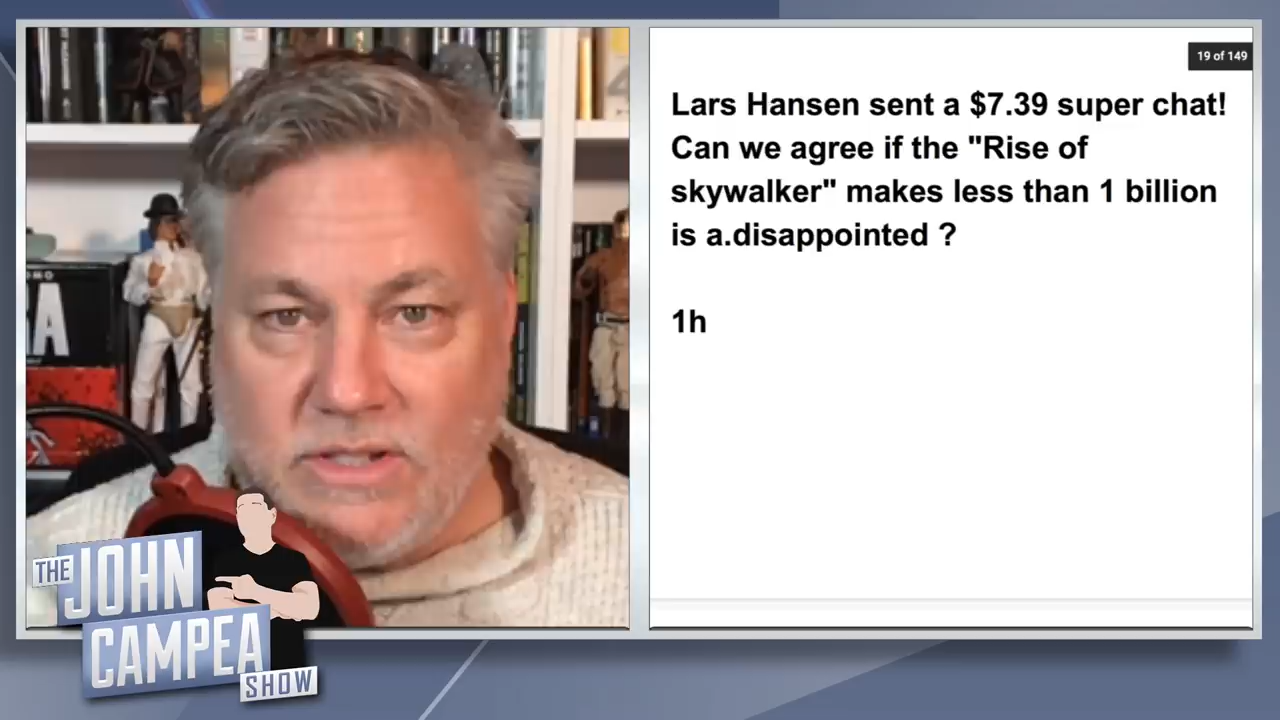 19 of 149
Lars Hansen sent a $7.39 super chat!
Can we agree if the "Rise of
skywalker" makes less than 1 billion
is a.disappointed ?
1h
THE
JOHN
CAMPEA
SHOW